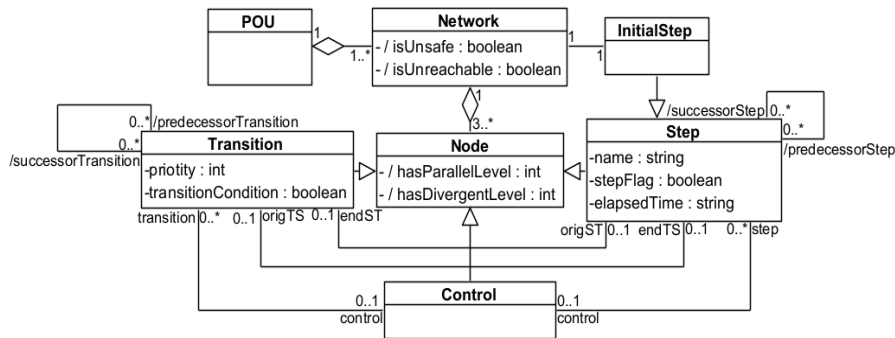 POU
1
1..*
Network
- / isUnsafe : boolean
- / isUnreachable : boolean
1
1
InitialStep
1
3..*
0..*
/predecessorTransition
0..*
/successorTransition
Transition
-priotity : int
-transitionCondition : boolean
Node
- / hasParallelLevel : int
- / hasDivergentLevel : int
/successorStep
0..*
0..*
/predecessorStep
Step
-name : string
-stepFlag : boolean
-elapsedTime : string
transition
0..*
0..1
origTS
0..1
endST
origST
0..1
endTS
0..1
0..*
step
Control
0..1
control
0..1
control